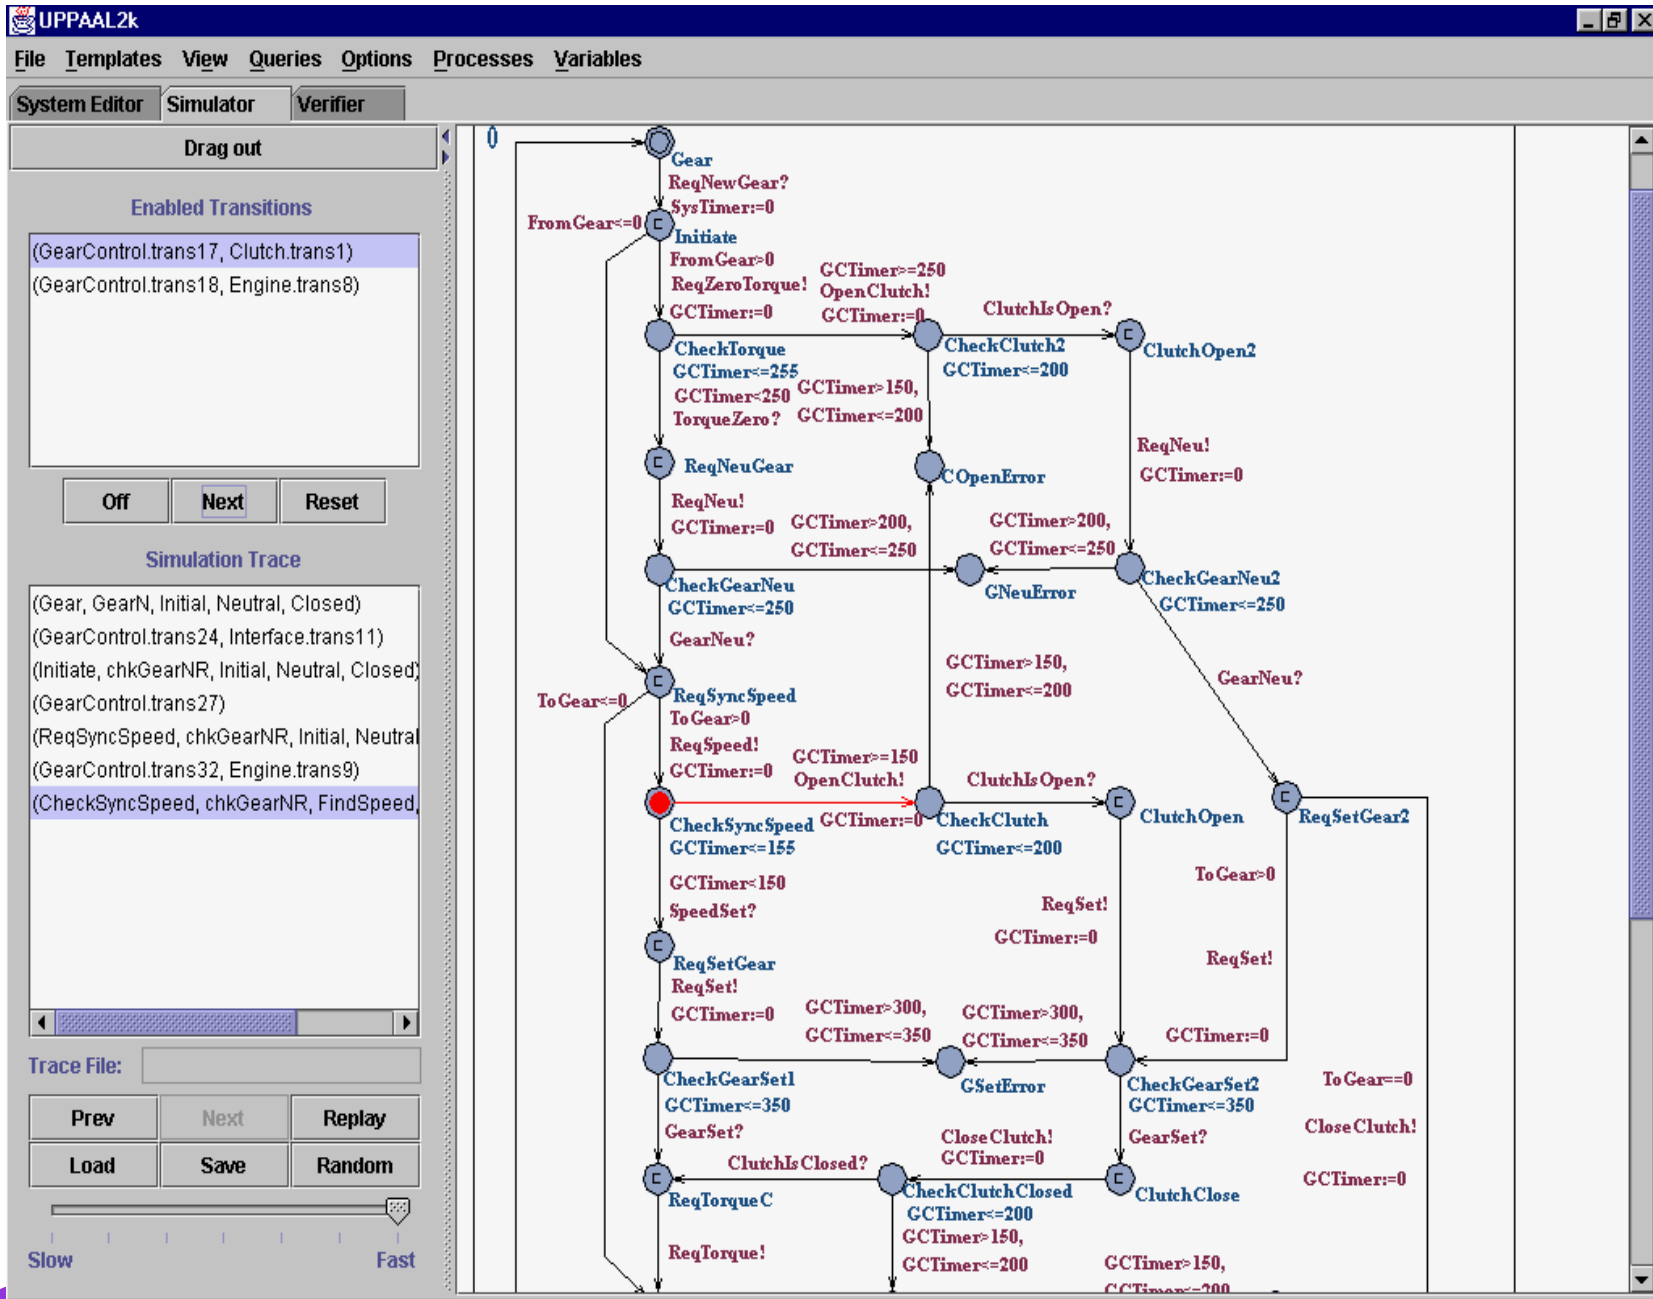 UPPAAL2k
File Templates View Queries Options Processes Variables
System Editor Simulator Verifier
Drag out
Enabled Transitions
(GearControl.trans17, Clutch.trans1)
(GearControl.trans18, Engine.trans8)
Off Next Reset
Simulation Trace
(Gear, GearN, Initial, Neutral, Closed)
(GearControl.trans24, Interface.trans11)
(Initiate, chkGearNR, Initial, Neutral, Closed)
(GearControl.trans27)
(ReqSyncSpeed, chkGearNR, Initial, Neutral
(GearControl.trans32, Engine.trans9)
(CheckSyncSpeed, chkGearNR, FindSpeed,
Trace File:
Prev Next Replay
Load Save Random
Slow Fast
0
Gear
ReqNewGear?
SysTimer:=0
FromGear<=0
C
Initiate
FromGear>0
ReqZeroTorque!
GCTimer:=0
GCTimer>=250
OpenClutch!
GCTimer:=0
ClutchIsOpen?
C
CheckTorque
GCTimer<=255
CheckClutch2
GCTimer<=200
ClutchOpen2
GCTimer<250
TorqueZero?
GCTimer>150,
GCTimer<=200
ReqNeu!
GCTimer:=0
C
ReqNeuGear
COpenError
ReqNeu!
GCTimer:=0
GCTimer>200,
GCTimer<=250
GCTimer>200,
GCTimer<=250
CheckGearNeu
GCTimer<=250
GNeuError
CheckGearNeu2
GCTimer<=250
GearNeu?
GCTimer>150,
GCTimer<=200
GearNeu?
C
ReqSyncSpeed
ToGear<=0
ToGear>0
ReqSpeed!
GCTimer:=0
GCTimer>=150
OpenClutch!
GCTimer:=0
ClutchIsOpen?
C
C
CheckSyncSpeed
GCTimer<=155
CheckClutch
GCTimer<=200
ClutchOpen
ReqSetGear2
GCTimer<150
SpeedSet?
ReqSet!
GCTimer:=0
ToGear>0
ReqSet!
GCTimer:=0
C
ReqSetGear
ReqSet!
GCTimer:=0
GCTimer>300,
GCTimer<=350
GCTimer>300,
GCTimer<=350
CheckGearSet1
GCTimer<=350
GSetError
CheckGearSet2
GCTimer<=350
ToGear==0
CloseClutch!
GCTimer:=0
GearSet?
ClutchIsClosed?
CloseClutch!
GCTimer:=0
GearSet?
C
C
ReqTorqueC
CheckClutchClosed
GCTimer<=200
ClutchClose
ReqTorque!
GCTimer>150,
GCTimer<=200
GCTimer>150,
GCTimer<=200